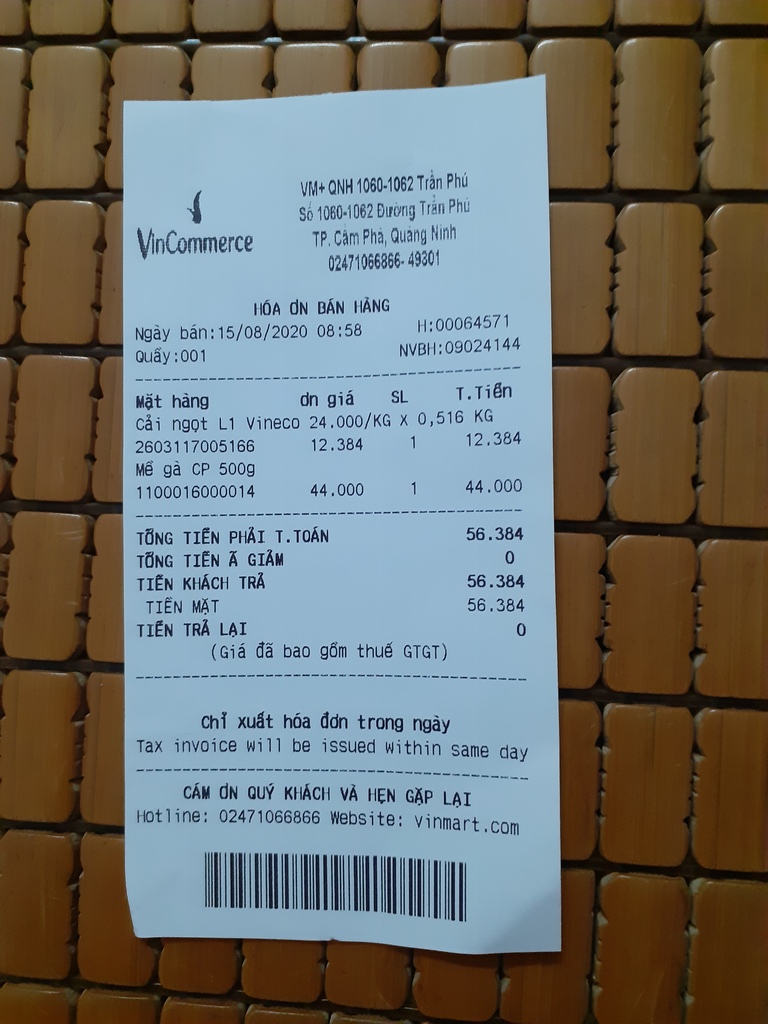 VinCommerce
VM+ QNH 1060-1062 Trần Phú
Số 1060-1062 Đường Trần Phú
TP. Cẩm Phả, Quảng Ninh
02471066866- 49301
HÓA ƠN BÁN HÀNG
Ngày bán:15/08/2020 08:58 H:00064571
Quầy:001 NVBH:09024144
Mặt hàng ơn giá SL T.Tiền
Cải ngọt L1 Vineco 24.000/KG X 0,516 KG
2603117005166 12.384 1 12.384
Mề gà CP 500g
1100016000014 44.000 1 44.000
TỔNG TIỀN PHẢI T.TOÁN 56.384
TỔNG TIỀN Ã GIẢM 0
TIỀN KHÁCH TRẢ 56.384
TIỀN MẶT 56.384
TIỀN TRẢ LẠI 0
(Giá đã bao gồm thuế GTGT)
Chỉ xuất hóa đơn trong ngày
Tax invoice will be issued within same day
CÁM ƠN QUÝ KHÁCH VÀ HẸN GẶP LẠI
Hotline: 02471066866 Website: vinmart.com